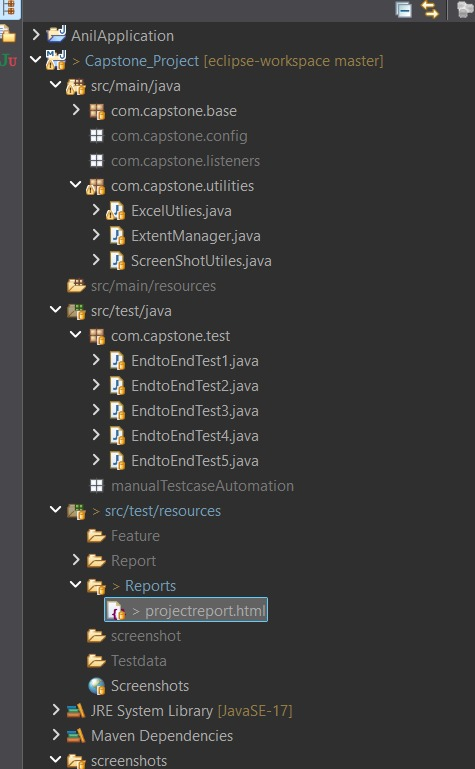 AnilApplication
Ju > Capstone_Project [eclipse-workspace master]
src/main/java
com.capstone.base
com.capstone.config
com.capstone.listeners
com.capstone.utilities
ExcelUtlies.java
ExtentManager.java
ScreenShotUtiles.java
src/main/resources
src/test/java
com.capstone.test
EndtoEndTest1.java
EndtoEndTest2.java
EndtoEndTest3.java
EndtoEndTest4.java
EndtoEndTest5.java
manualTestcaseAutomation
> src/test/resources
Feature
Report
> Reports
> projectreport.html
screenshot
Testdata
Screenshots
JRE System Library [JavaSE-17]
Maven Dependencies
screenshots